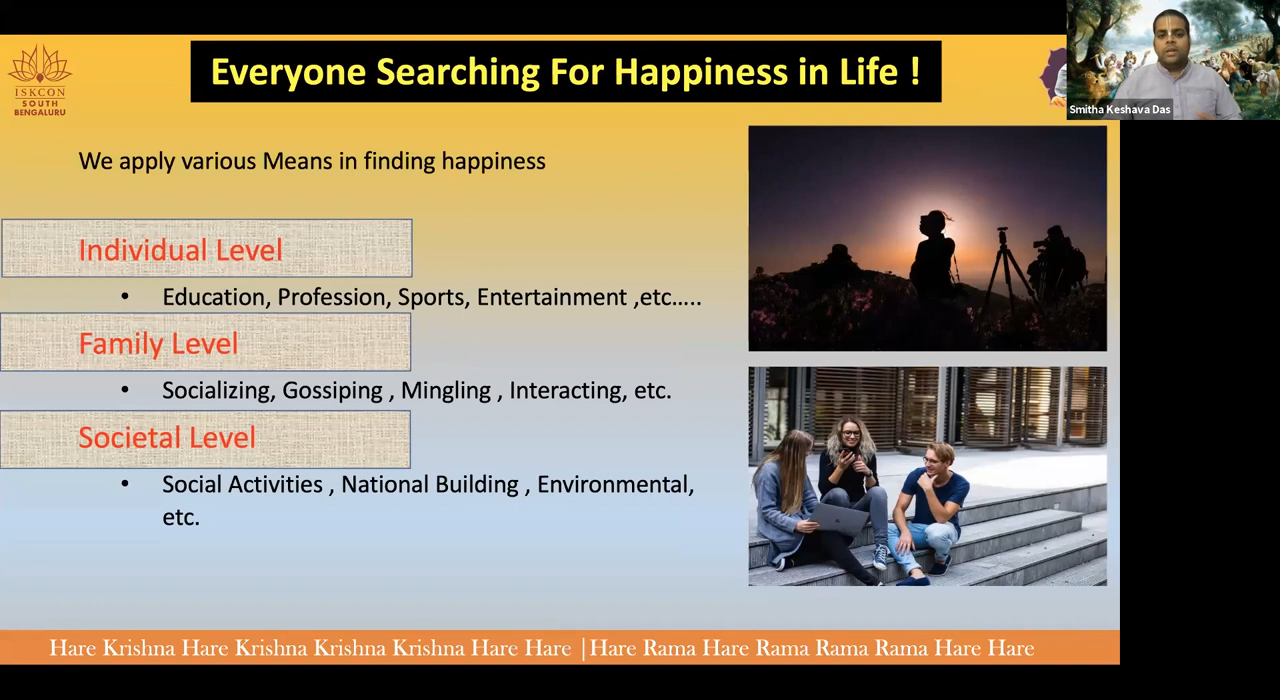 ISKCON
SOUTH
BENGALURU
Everyone Searching For Happiness in Life !
Smitha Keshava Das
We apply various Means in finding happiness
Individual Level
• Education, Profession, Sports, Entertainment ,etc…..
Family Level
• Socializing, Gossiping , Mingling , Interacting, etc.
Societal Level
• Social Activities , National Building , Environmental,
etc.
Hare Krishna Hare Krishna Krishna Krishna Hare Hare |Hare Rama Hare Rama Rama Rama Hare Hare